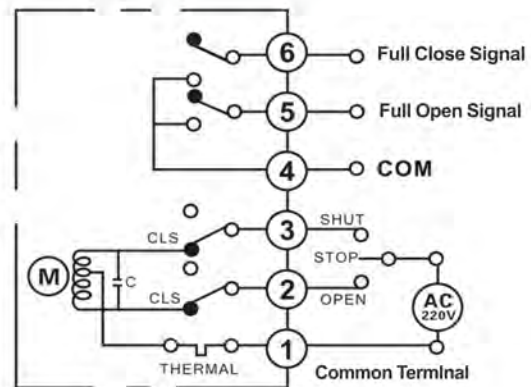 6 Full Close Signal
5 Full Open Signal
4 COM
CLS 3 SHUT
STOP
M C
CLS 2 OPEN
AC
220V
THERMAL 1 Common Terminal